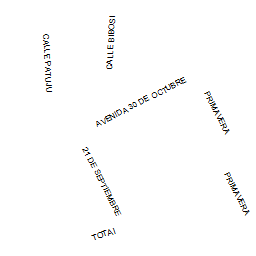 CALLE PATUJU
CALLE BIBOSI
AVENIDA 30 DE OCTUBRE
PRIMAVERA
21 DE SEPTIEMBRE
PRIMAVERA
TOTAI